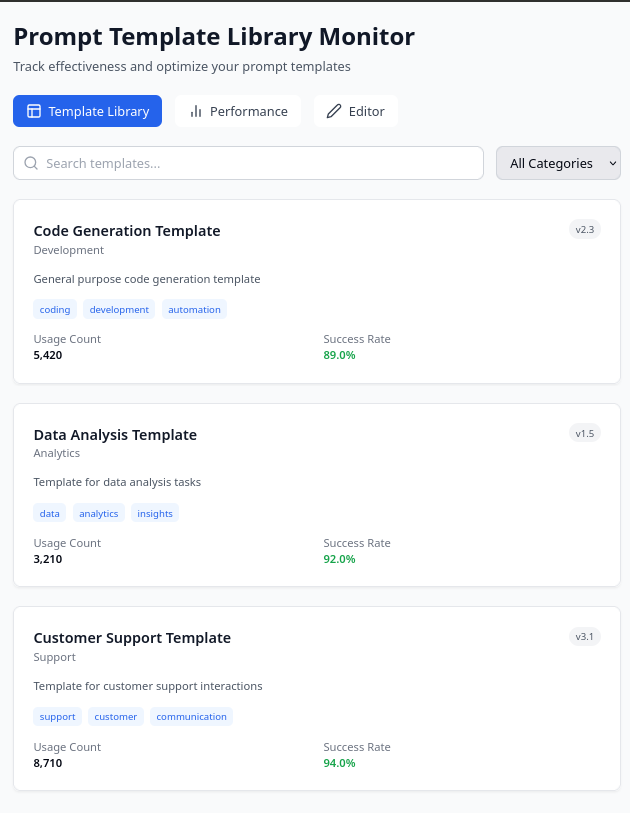 Prompt Template Library Monitor
Track effectiveness and optimize your prompt templates
Template Library
Performance
Editor
Search templates...
All Categories
Code Generation Template
v2.3
Development
General purpose code generation template
coding
development
automation
Usage Count
Success Rate
5,420
89.0%
Data Analysis Template
v1.5
Analytics
Template for data analysis tasks
data
analytics
insights
Usage Count
Success Rate
3,210
92.0%
Customer Support Template
v3.1
Support
Template for customer support interactions
support
customer
communication
Usage Count
Success Rate
8,710
94.0%